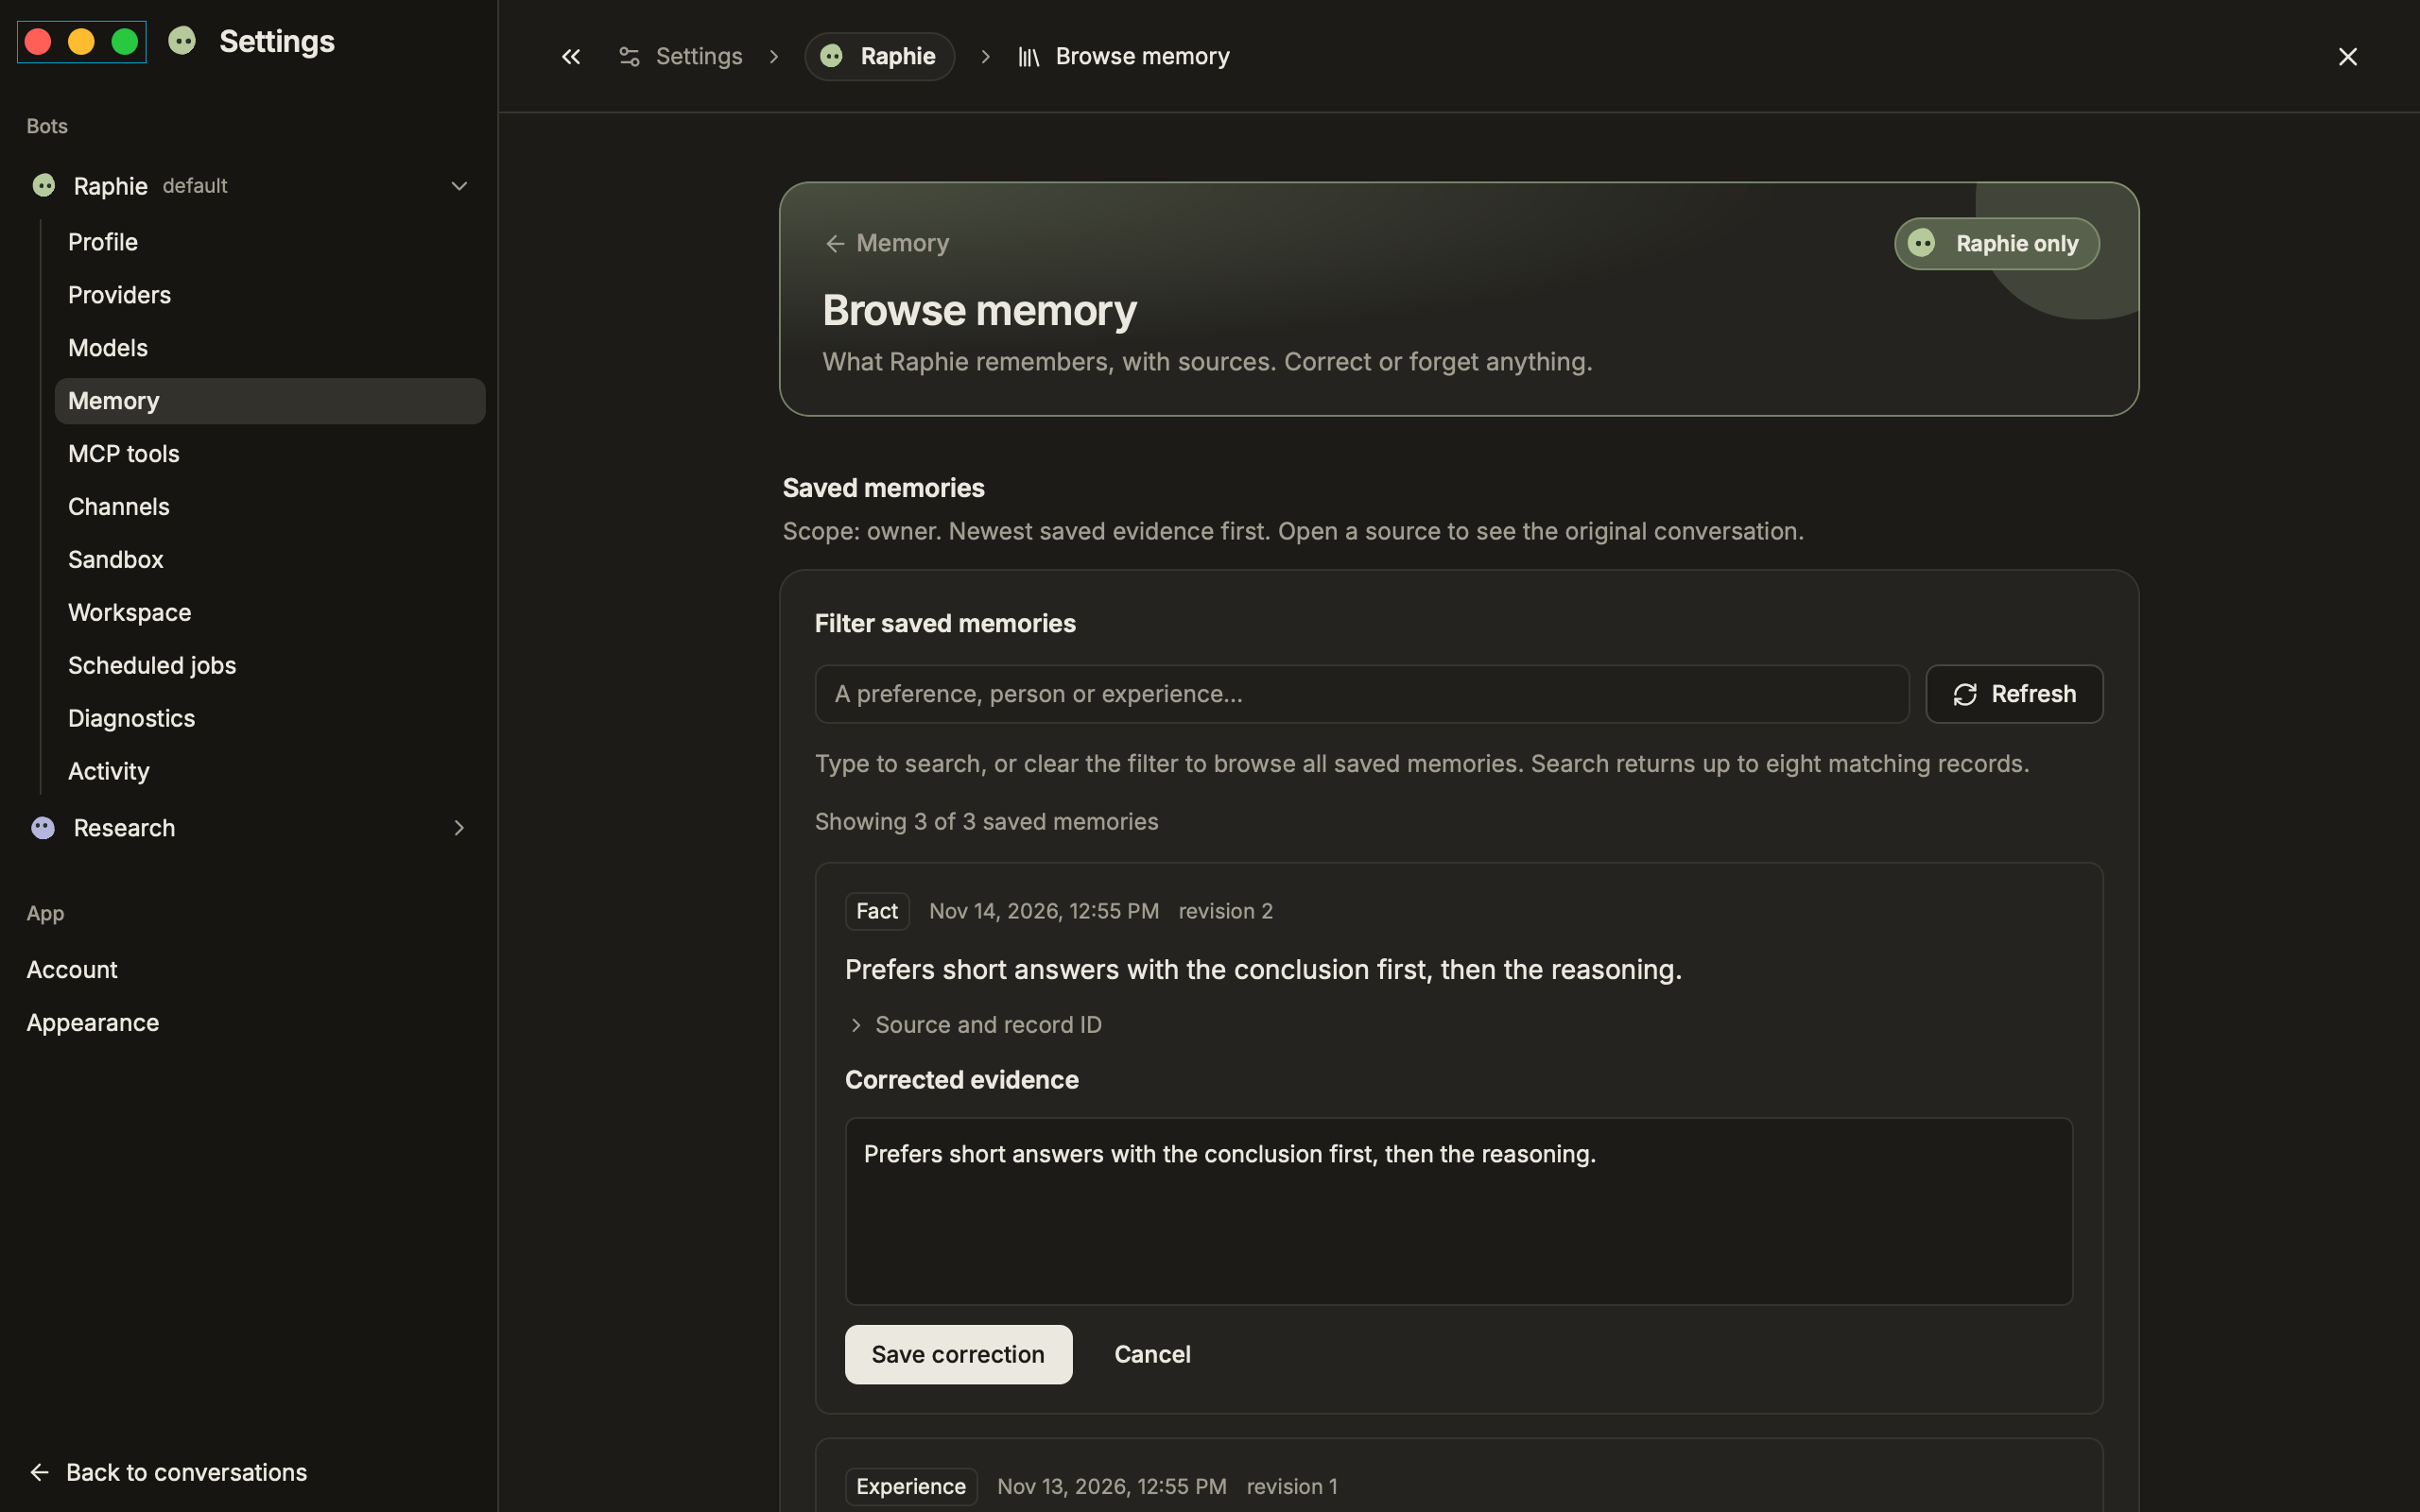 Settings
Bots
Raphie default
Profile
Providers
Models
Memory
MCP tools
Channels
Sandbox
Workspace
Scheduled jobs
Diagnostics
Activity
Research
App
Account
Appearance
Back to conversations
Settings
Raphie
Browse memory
Memory
Raphie only
Browse memory
What Raphie remembers, with sources. Correct or forget anything.
Saved memories
Scope: owner. Newest saved evidence first. Open a source to see the original conversation.
Filter saved memories
A preference, person or experience...
Refresh
Type to search, or clear the filter to browse all saved memories. Search returns up to eight matching records.
Showing 3 of 3 saved memories
Fact Nov 14, 2026, 12:55 PM revision 2
Prefers short answers with the conclusion first, then the reasoning.
Source and record ID
Corrected evidence
Prefers short answers with the conclusion first, then the reasoning.
Save correction Cancel
Experience Nov 13, 2026, 12:55 PM revision 1